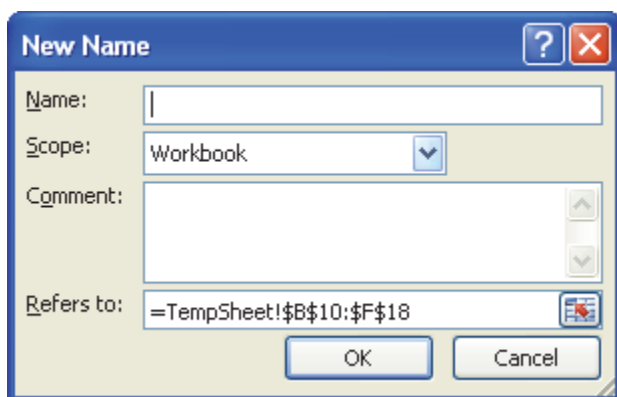 New Name ?
Name:
Scope: Workbook
Comment:
Refers to: =TempSheet!$B$10:$F$18
OK Cancel